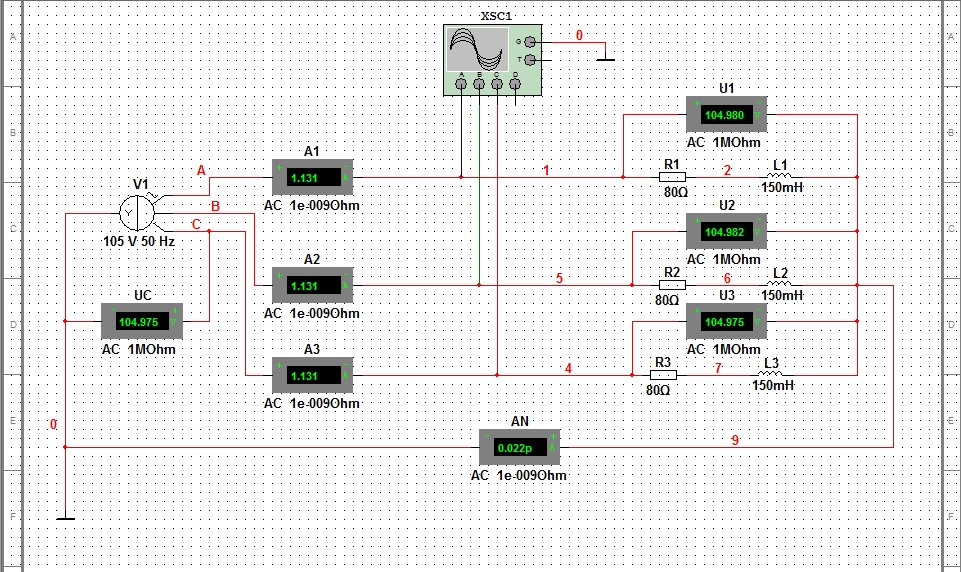 XSC1
0
G
T
A B C D
A
A
U1
+ -
104.980 V
AC 1MOhm
B
B
A1
+ -
1.131 A
AC 1e-009Ohm
A
1
R1
80Ω
2
L1
150mH
V1
Y
105 V 50 Hz
B
C
C
C
U2
+ -
104.982 V
AC 1MOhm
A2
+ -
1.131 A
AC 1e-009Ohm
5
R2
80Ω
6
L2
150mH
UC
104.975 V
+
AC 1MOhm
D
D
U3
+ -
104.975 V
AC 1MOhm
A3
+ -
1.131 A
AC 1e-009Ohm
4
R3
80Ω
7
L3
150mH
E
E
0
AN
- +
0.022p A
AC 1e-009Ohm
9
F
F